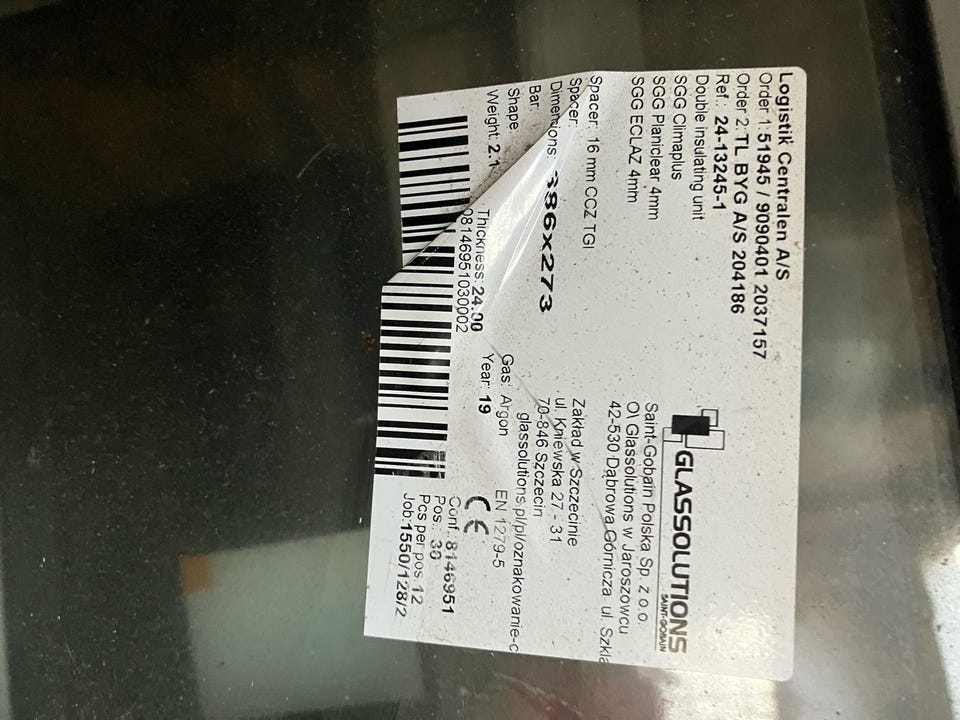 Logistik Centralen A/S
Order 1: 51945 / 9090401 2037157
Order 2: TL BYG A/S 204186
Ref.: 24-13245-1
Double insulating unit
SGG Climaplus
SGG Planiclear 4mm
SGG ECLAZ 4mm
Spacer: 16 mm CCZ TGI
Spacer:
Dimensions: 386x273
Bar:
Shape:
Weight: 2.1
Thickness: 24.00
08146951030002
Gas: Argon
Year: 19
GLASSOLUTIONS
SAINT-GOBAIN
Saint-Gobain Polska Sp. z o.o.
O\ Glassolutions w Jaroszowcu
42-530 Dąbrowa Górnicza ul. Szkla
Zakład w Szczecinie
ul. Kniewska 27 - 31
70-846 Szczecin
glassolutions.pl/pl/oznakowanie-c
EN 1279-5
CE
Conf.: 8146951
Pos.: 30
Pcs per pos 12
Job: 1550/128/2